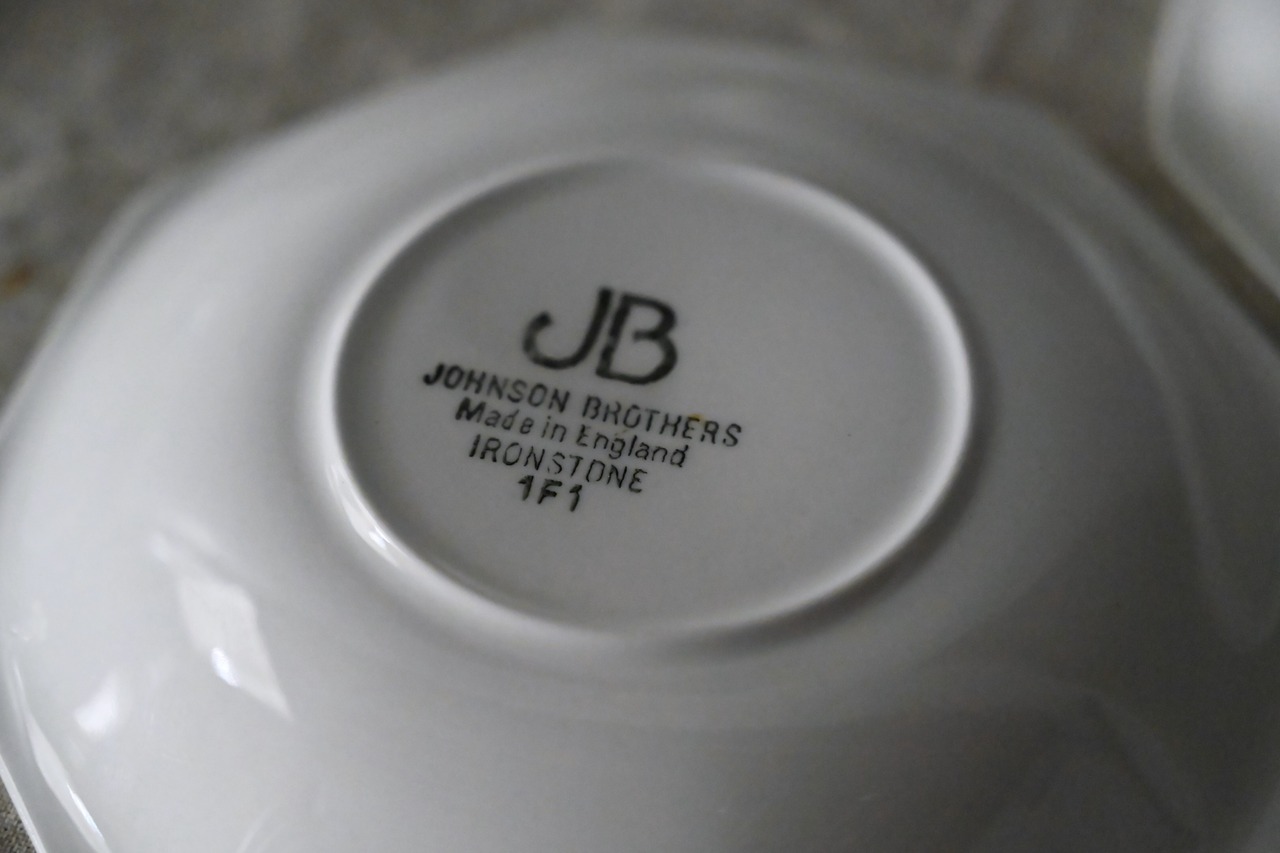 JB
JOHNSON BROTHERS
Made in England
IRONSTONE
1F1